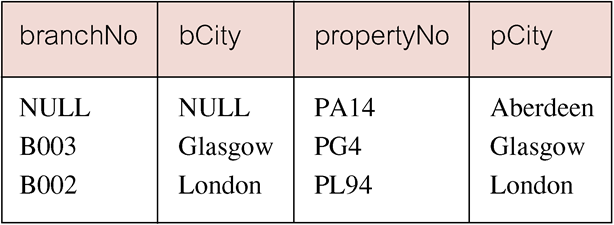 branchNo bCity propertyNo pCity
NULL NULL PA14 Aberdeen
B003 Glasgow PG4 Glasgow
B002 London PL94 London